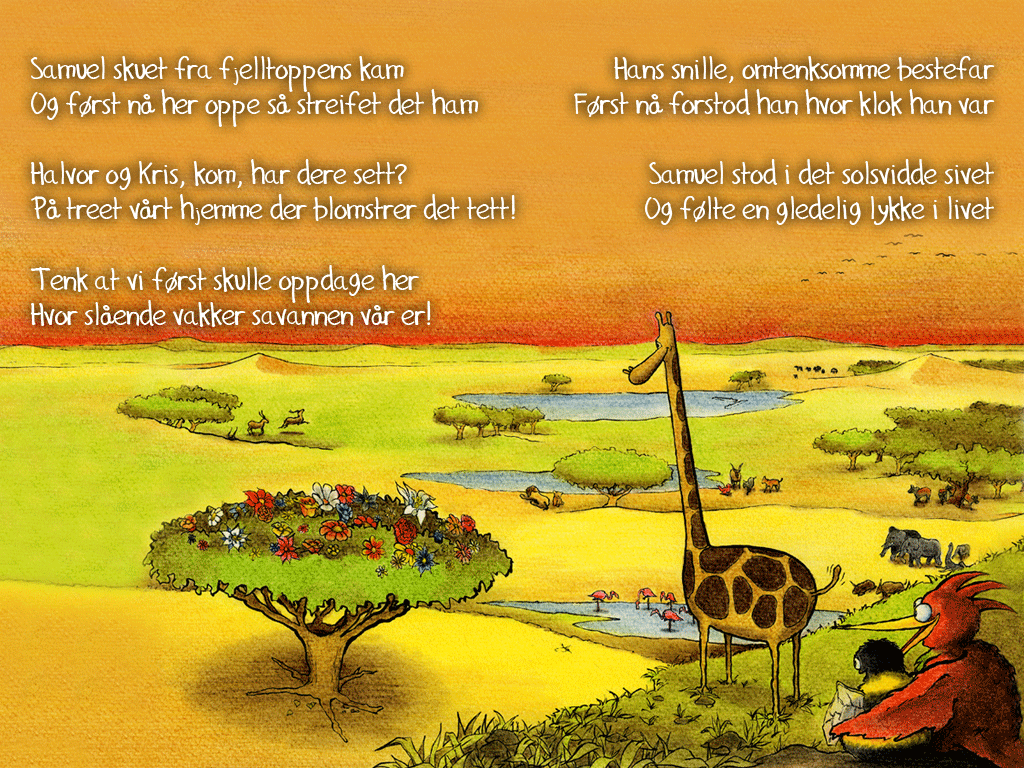 Samuel skuet fra fjelltoppens kam
Og først nå her oppe så streifet det ham
Halvor og Kris, kom, har dere sett?
På treet vårt hjemme der blomstrer det tett!
Tenk at vi først skulle oppdage her
Hvor slående vakker savannen vår er!
Hans snille, omtenksomme bestefar
Først nå forstod han hvor klok han var
Samuel stod i det solsvidde sivet
Og følte en gledelig lykke i livet